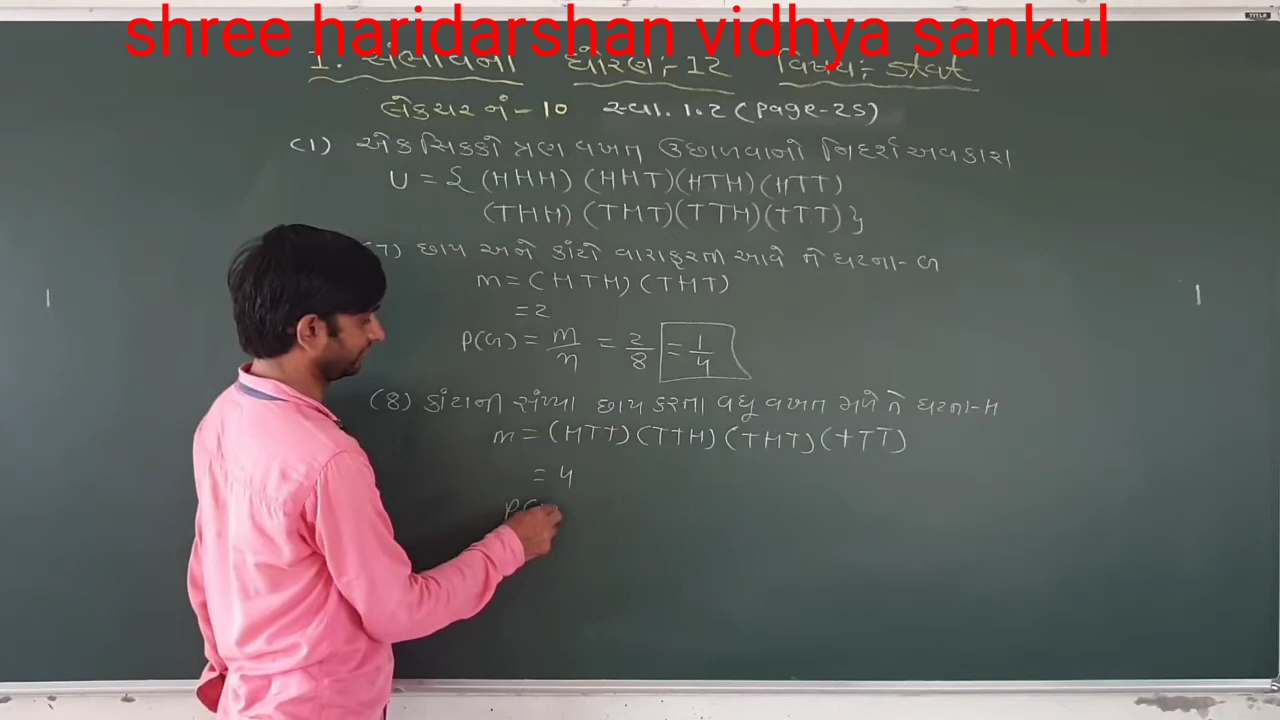 shree haridarshan vidhya sankul
TITLE
1. સંભાવના ધોરણ:-12 વિષય:- stat
લેકચર નં-10 સ્વા. 1.2 (page-25)
(1) એક સિક્કો ત્રણ વખત ઉછાળવાનો નિદર્શ અવકાશ
U = { (HHH) (HHT)(HTH)(HTT)
(THH) (THT)(TTH)(TTT) }
(7) છાપ અને કાંટો વારાફરતી આવે તે ઘટના- G
m = (HTH) (THT)
= 2
P(G) = m/n = 2/8 = 1/4
(8) કાંટાની સંખ્યા છાપ કરતા વધુ વખત મળે તે ઘટના-H
m = (HTT) (TTH) (THT) (TTT)
= 4
P(